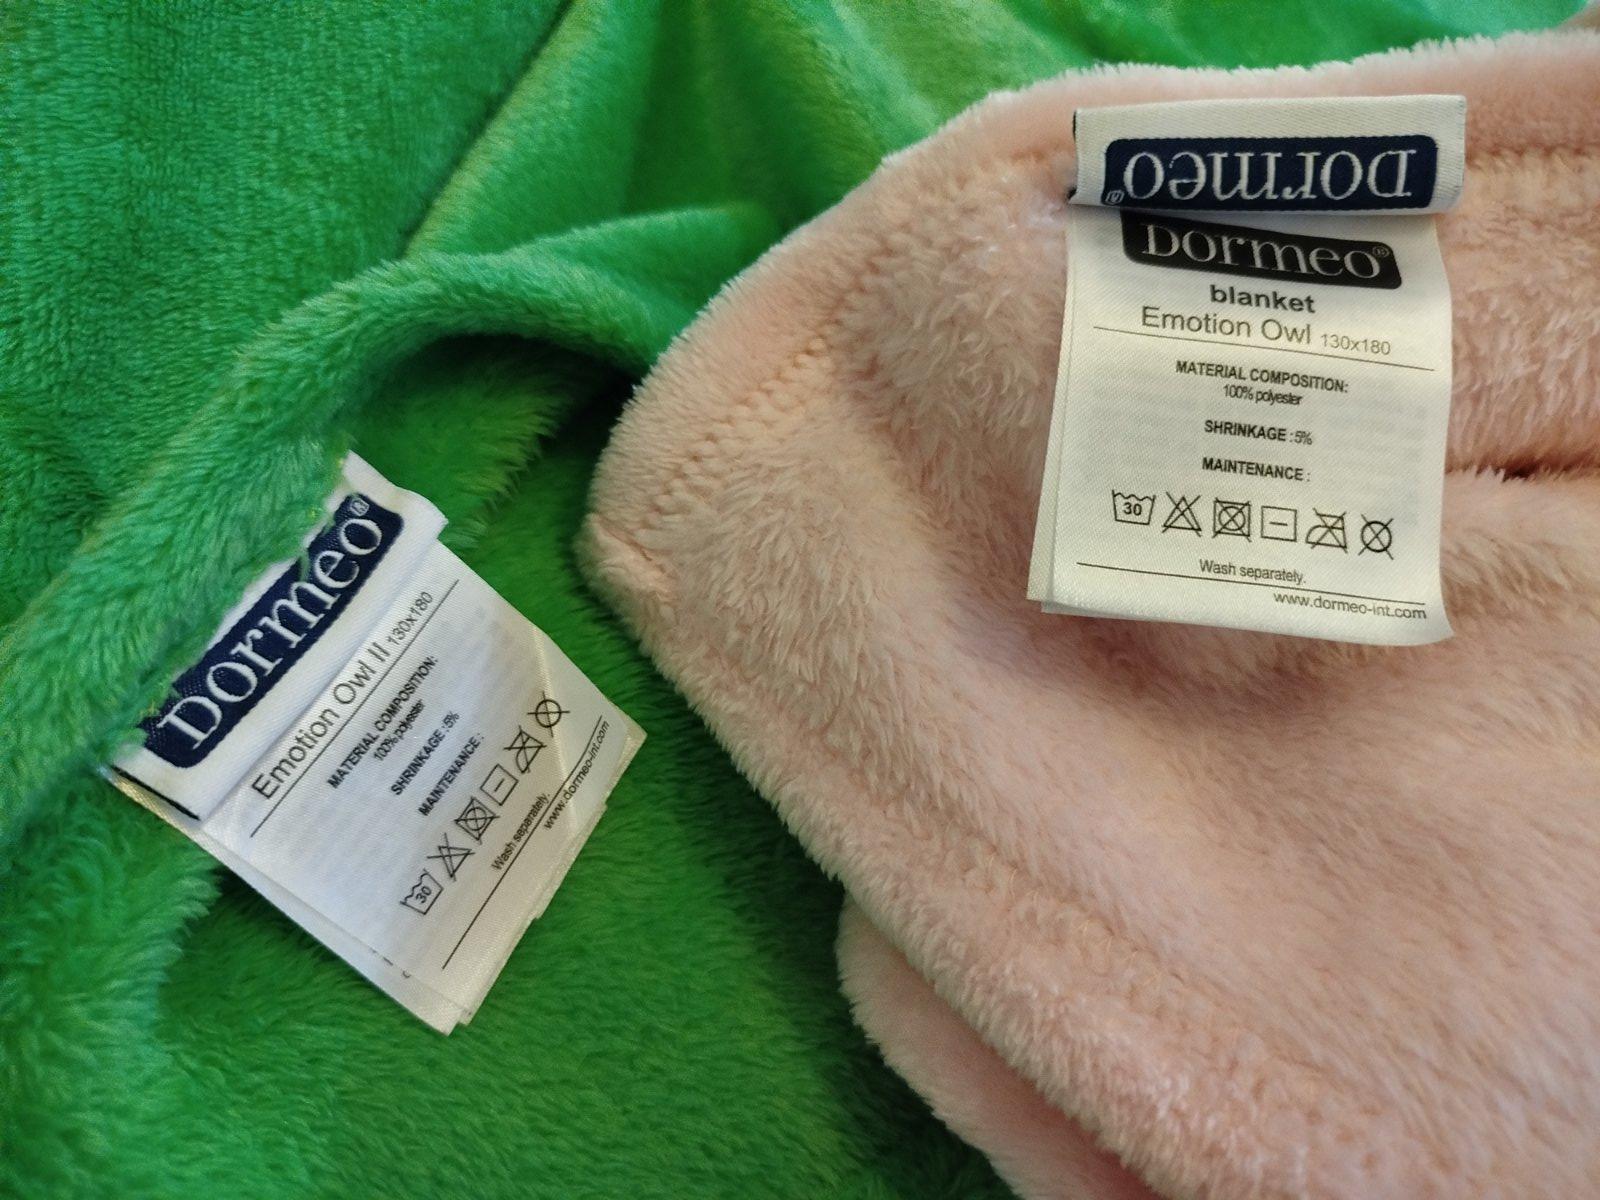 Dormeo®
Emotion Owl II 130x180
MATERIAL COMPOSITION:
100% polyester
SHRINKAGE :5%
MAINTENANCE :
30
Wash separately.
www.dormeo-int.com
Dormeo®
Dormeo®
blanket
Emotion Owl 130x180
MATERIAL COMPOSITION:
100% polyester
SHRINKAGE :5%
MAINTENANCE :
30
Wash separately.
www.dormeo-int.com